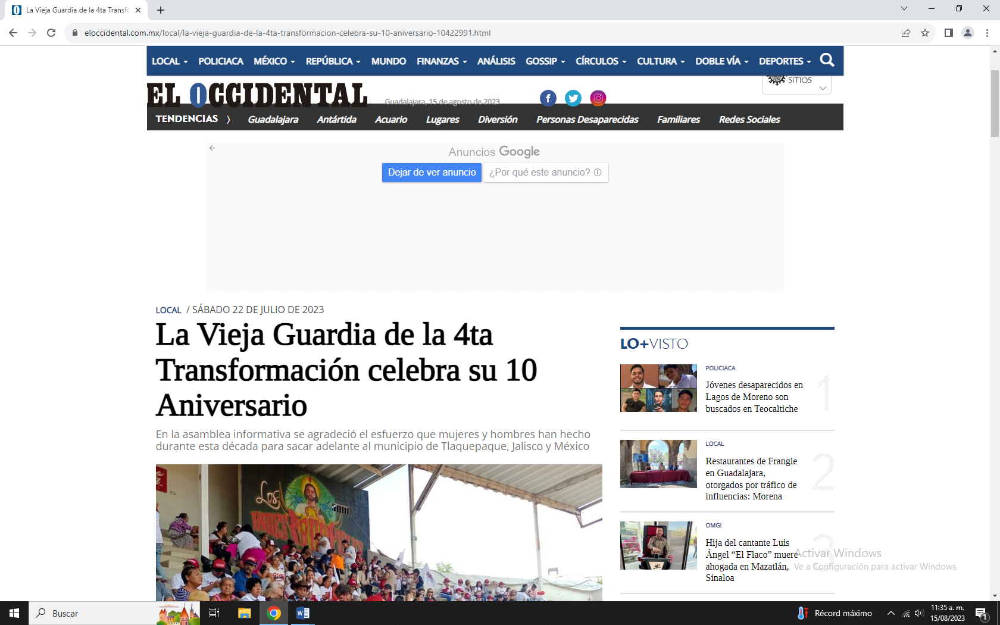 La Vieja Guardia de la 4ta Transfo
eloccidental.com.mx/local/la-vieja-guardia-de-la-4ta-transformacion-celebra-su-10-aniversario-10422991.html
LOCAL POLICIACA MÉXICO REPÚBLICA MUNDO FINANZAS ANÁLISIS GOSSIP CÍRCULOS CULTURA DOBLE VÍA DEPORTES
EL OCCIDENTAL
Guadalajara, 15 de agosto de 2023
SITIOS
TENDENCIAS Guadalajara Antártida Acuario Lugares Diversión Personas Desaparecidas Familiares Redes Sociales
Anuncios Google
Dejar de ver anuncio ¿Por qué este anuncio?
LOCAL / SÁBADO 22 DE JULIO DE 2023
La Vieja Guardia de la 4ta
Transformación celebra su 10
Aniversario
En la asamblea informativa se agradeció el esfuerzo que mujeres y hombres han hecho
durante esta década para sacar adelante al municipio de Tlaquepaque, Jalisco y México
Los
LO+VISTO
POLICIACA
Jóvenes desaparecidos en
Lagos de Moreno son
buscados en Teocaltiche
1
LOCAL
Restaurantes de Frangie
en Guadalajara,
otorgados por tráfico de
influencias: Morena
2
OMG!
Hija del cantante Luis
Ángel “El Flaco” muere
ahogada en Mazatlán,
Sinaloa
3
Activar Windows
Ve a Configuración para activar Windows.
Buscar
Récord máximo
11:35 a. m.
15/08/2023
1